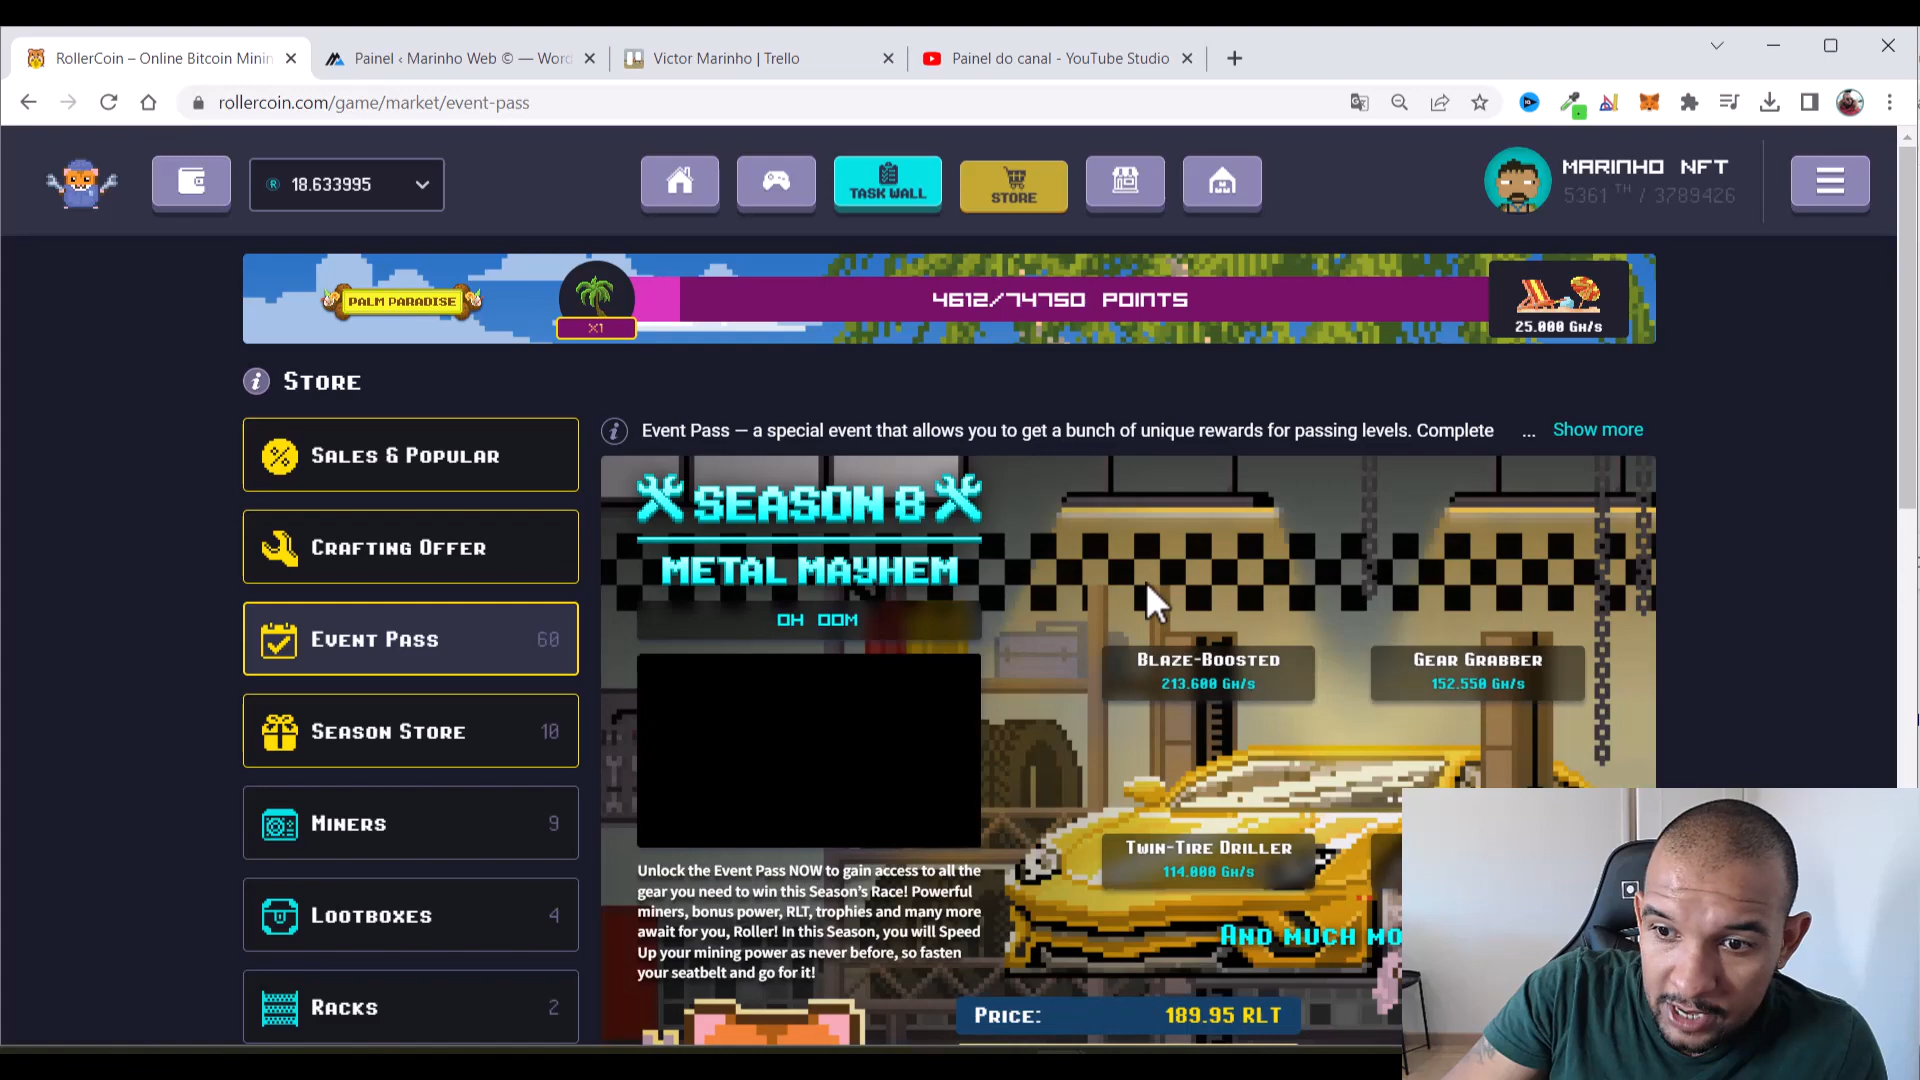 RollerCoin – Online Bitcoin Minin
Painel ‹ Marinho Web © — Word
Victor Marinho | Trello
Painel do canal - YouTube Studio
rollercoin.com/game/market/event-pass
18.633995
TASK WALL
STORE
MARINHO NFT
5361 TH / 3789426
PALM PARADISE
X1
4612/74750 POINTS
25.000 GH/S
STORE
SALES & POPULAR
CRAFTING OFFER
EVENT PASS 60
SEASON STORE 10
MINERS 9
LOOTBOXES 4
RACKS 2
Event Pass — a special event that allows you to get a bunch of unique rewards for passing levels. Complete ... Show more
SEASON 8
METAL MAYHEM
0H 00M
BLAZE-BOOSTED
213.600 GH/S
GEAR GRABBER
152.550 GH/S
TWIN-TIRE DRILLER
114.000 GH/S
AND MUCH MO
Unlock the Event Pass NOW to gain access to all the
gear you need to win this Season's Race! Powerful
miners, bonus power, RLT, trophies and many more
await for you, Roller! In this Season, you will Speed
Up your mining power as never before, so fasten
your seatbelt and go for it!
PRICE: 189.95 RLT